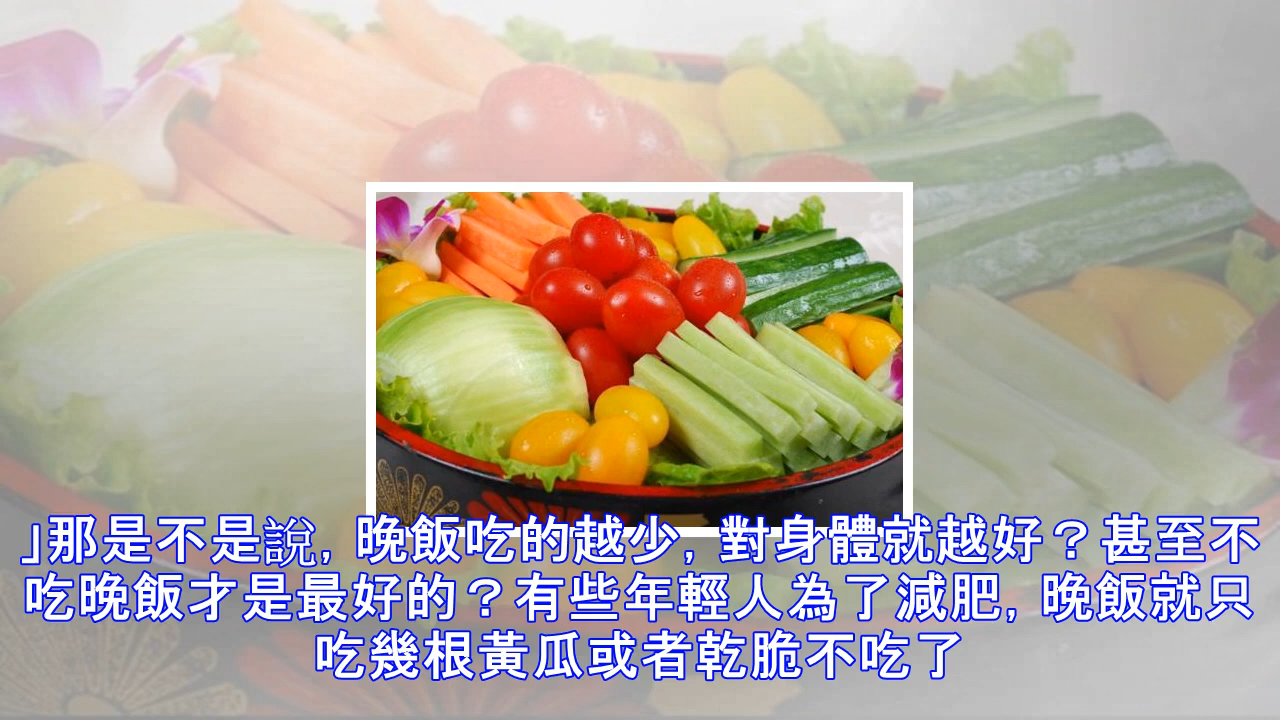 」那是不是說, 晚飯吃的越少, 對身體就越好？甚至不
吃晚飯才是最好的？有些年輕人為了減肥, 晚飯就只
吃幾根黃瓜或者乾脆不吃了